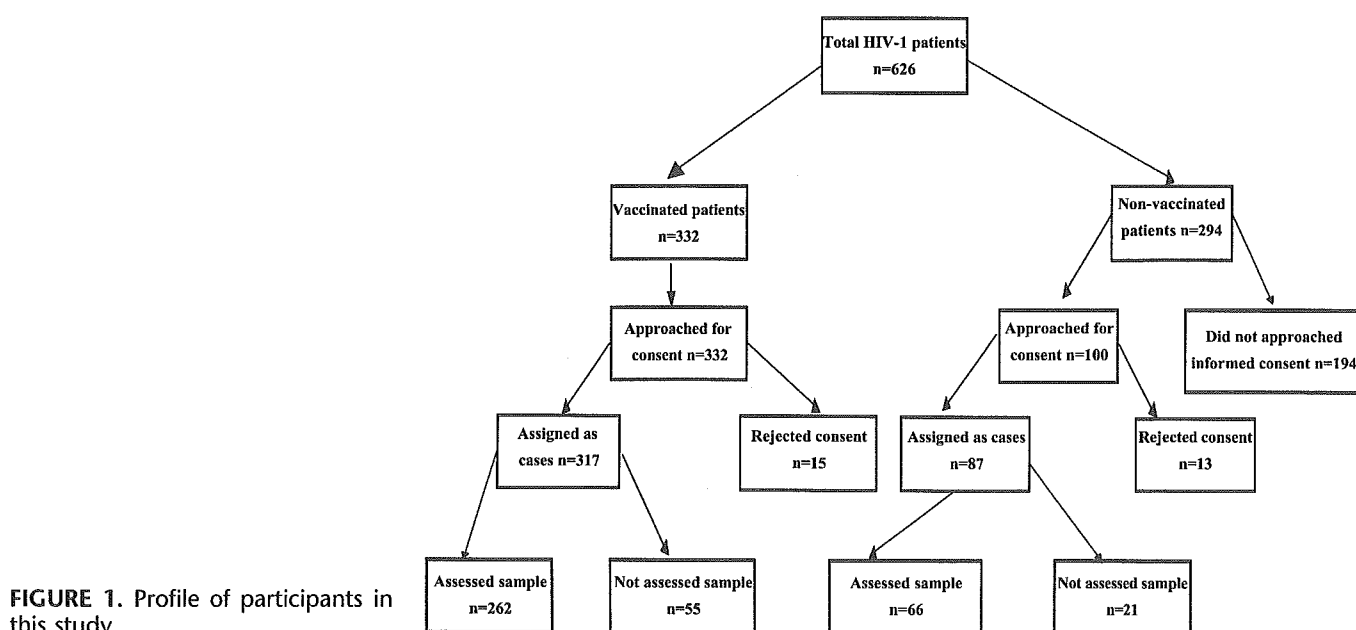 Total HIV-1 patients
n=626
Vaccinated patients
n=332
Non-vaccinated
patients n=294
Approached for
consent n=332
Approached for
consent n=100
Did not approached
informed consent n=194
Assigned as
cases n=317
Rejected consent
n=15
Assigned as
cases n=87
Rejected consent
n=13
Assessed sample
n=262
Not assessed sample
n=55
Assessed sample
n=66
Not assessed sample
n=21
FIGURE 1. Profile of participants in
this study